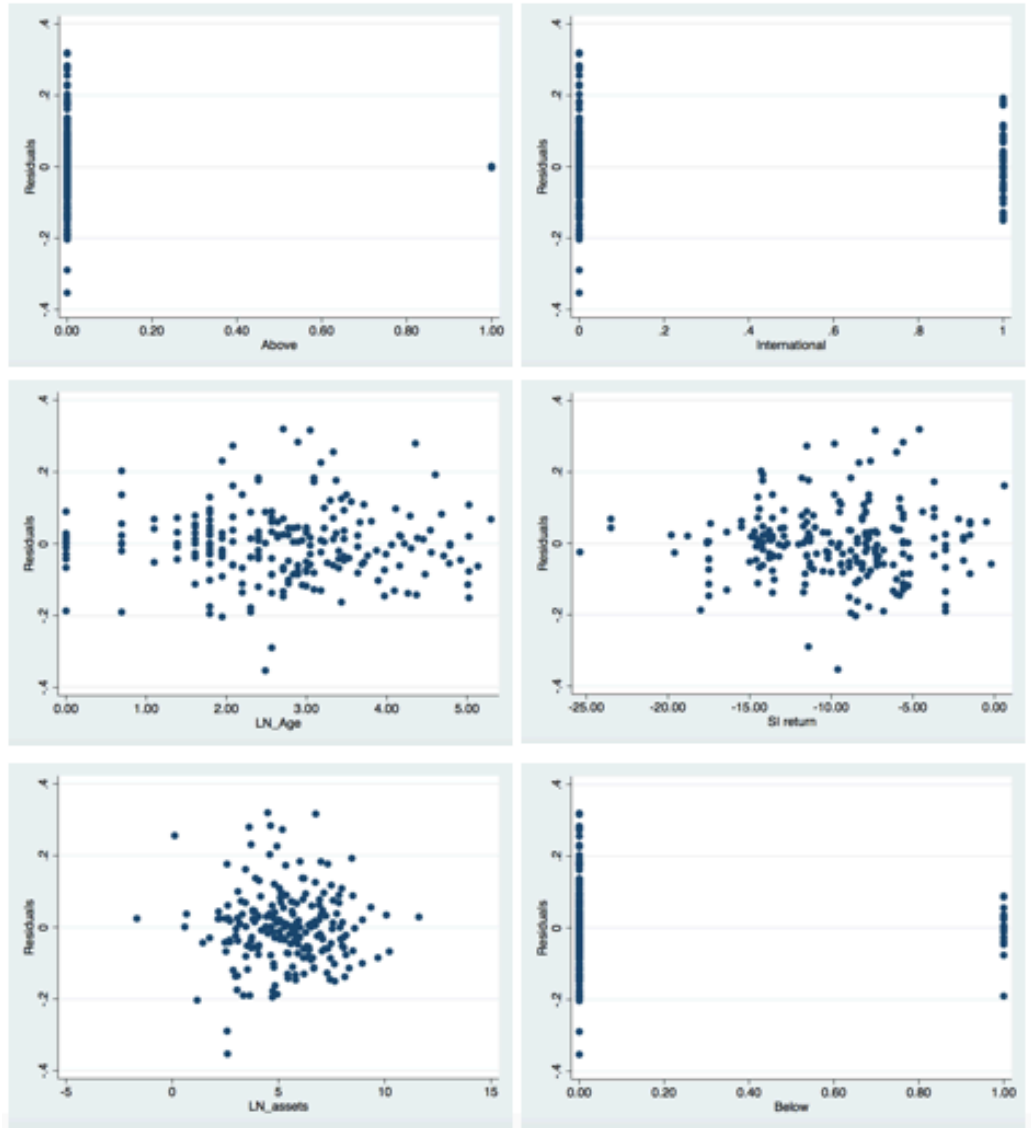 Residuals
.4
.2
0
-.2
-.4
0.00 0.20 0.40 0.60 0.80 1.00
Above
Residuals
.4
.2
0
-.2
-.4
0 .2 .4 .6 .8 1
International
Residuals
.4
.2
0
-.2
-.4
0.00 1.00 2.00 3.00 4.00 5.00
LN_Age
Residuals
.4
.2
0
-.2
-.4
-25.00 -20.00 -15.00 -10.00 -5.00 0.00
SI return
Residuals
.4
.2
0
-.2
-.4
-5 0 5 10 15
LN_assets
Residuals
.4
.2
0
-.2
-.4
0.00 0.20 0.40 0.60 0.80 1.00
Below